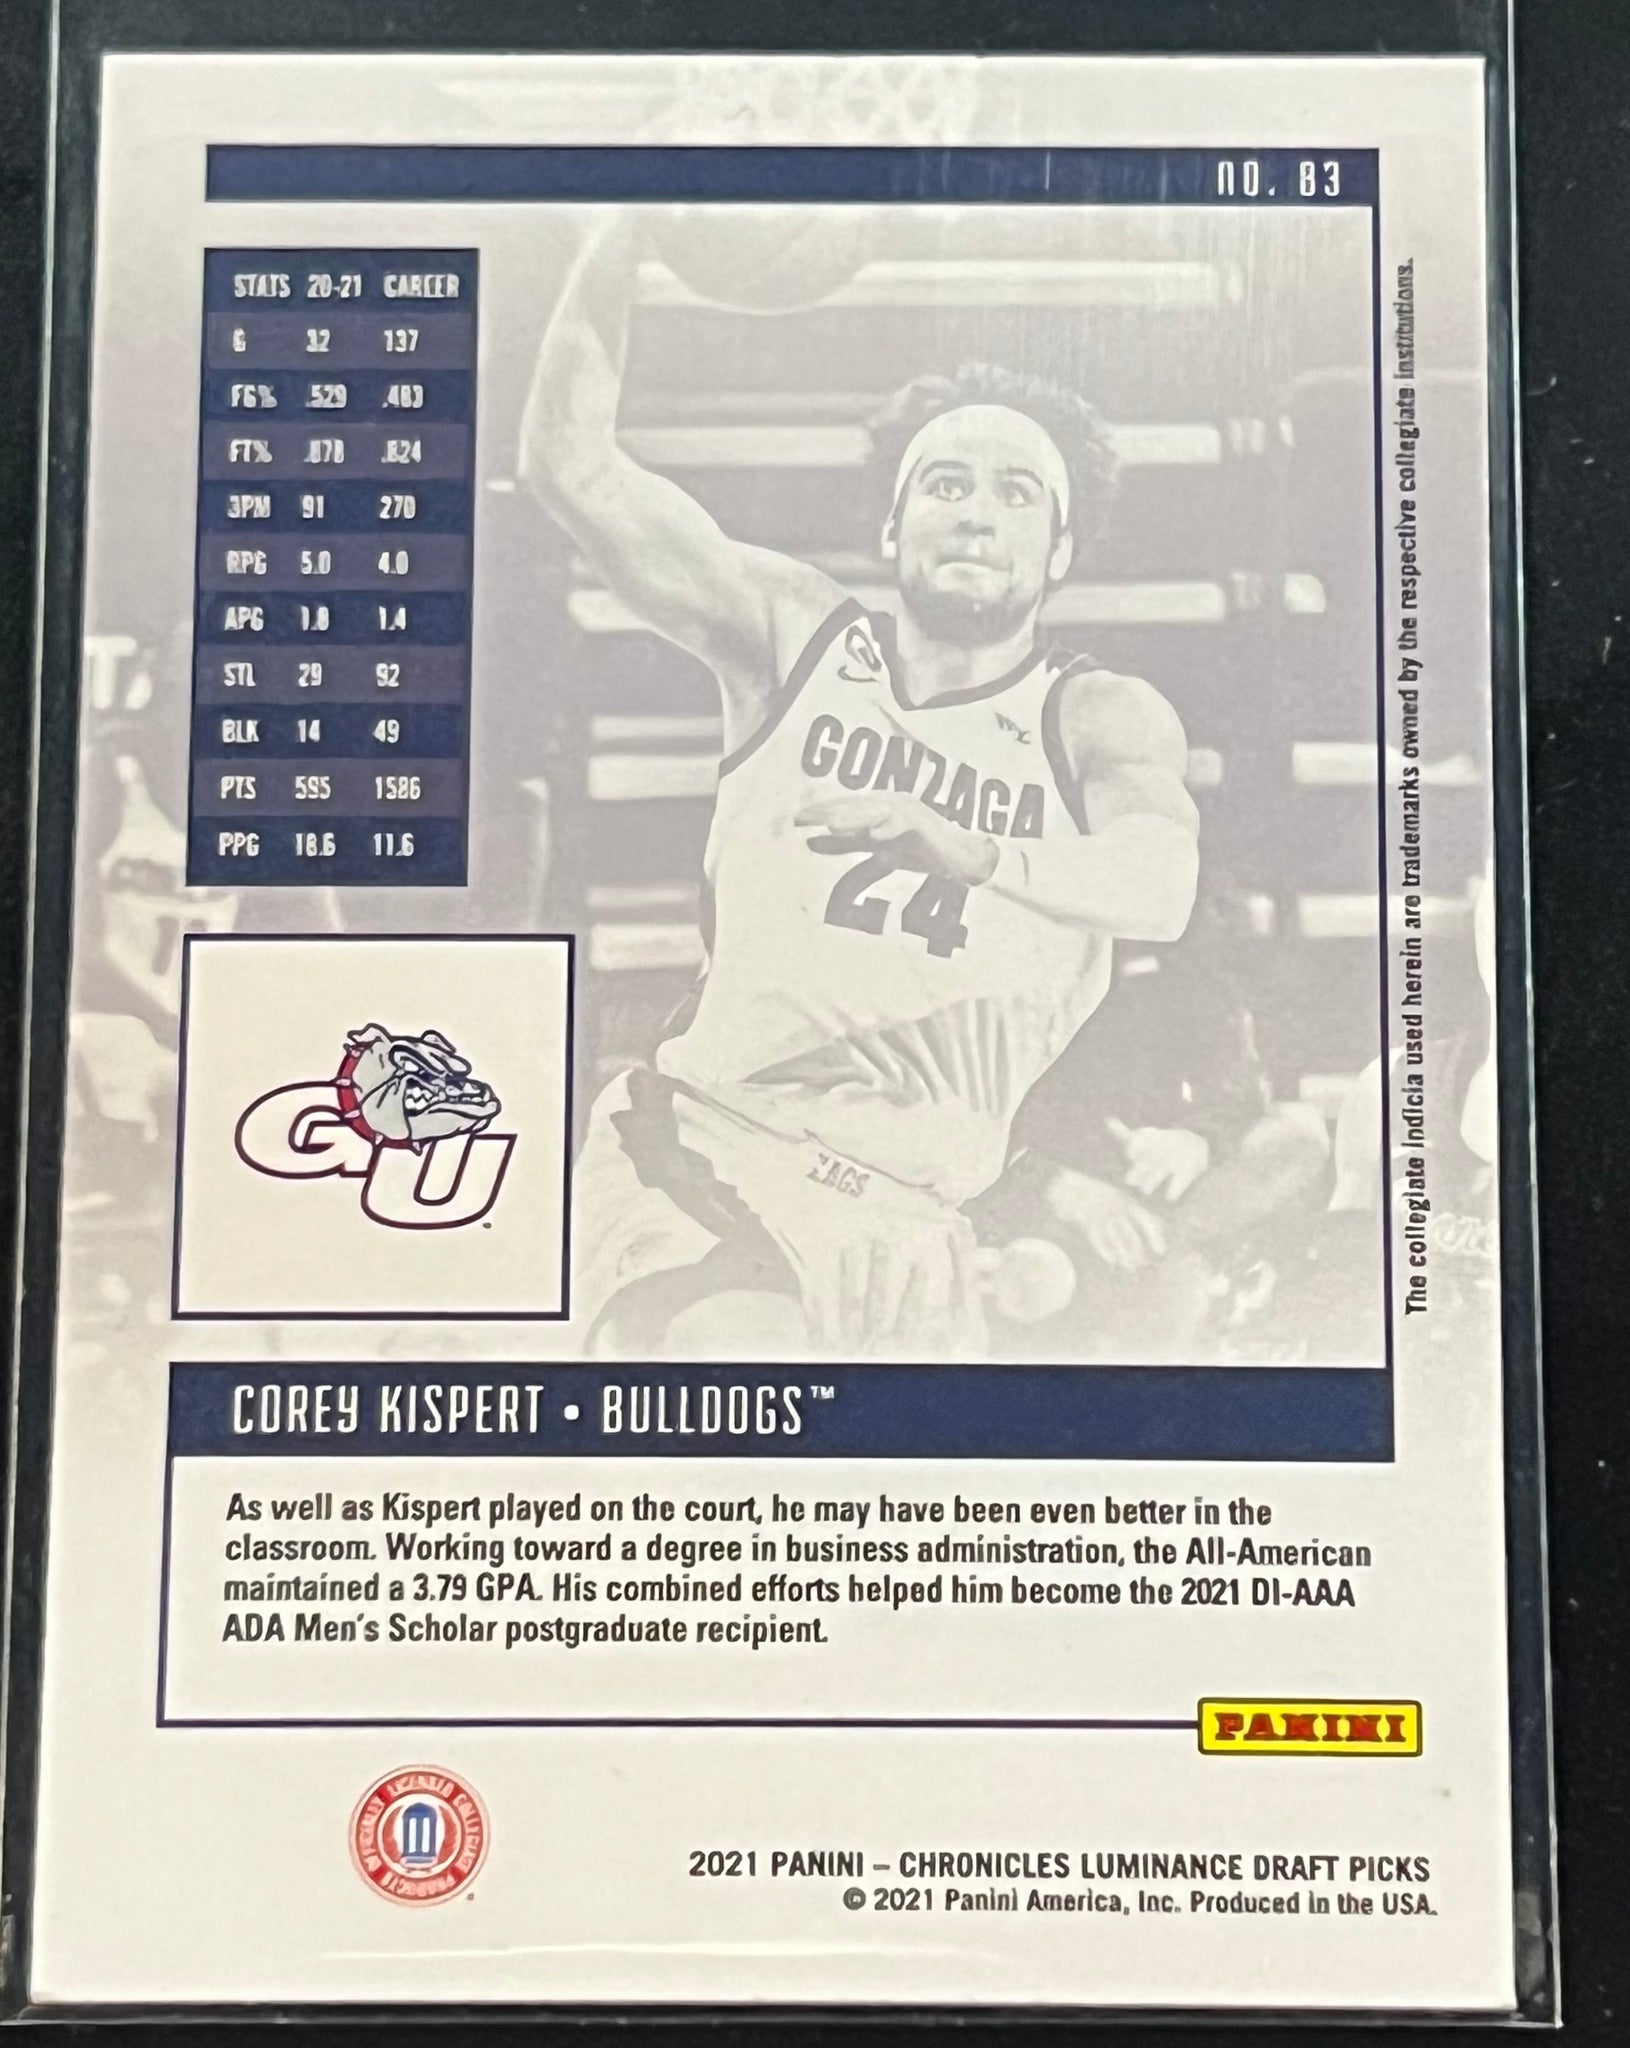 NO. 83
STATS 20-21 CAREER
G 32 137
FG% .529
FT% .878 .824
3PM 91 270
RPG 5.0 4.0
APG 1.8 1.4
STL 29 92
BLK 14 49
PTS 595 1586
PPG 18.6 11.6
GONZAGA
24
ZAGS
GU
COREY KISPERT • BULLDOGS™
As well as Kispert played on the court, he may have been even better in the
classroom. Working toward a degree in business administration, the All-American
maintained a 3.79 GPA. His combined efforts helped him become the 2021 DI-AAA
ADA Men's Scholar postgraduate recipient.
The collegiate indicia used herein are trademarks owned by the respective collegiate institutions.
PANINI
2021 PANINI – CHRONICLES LUMINANCE DRAFT PICKS
© 2021 Panini America, Inc. Produced in the USA.